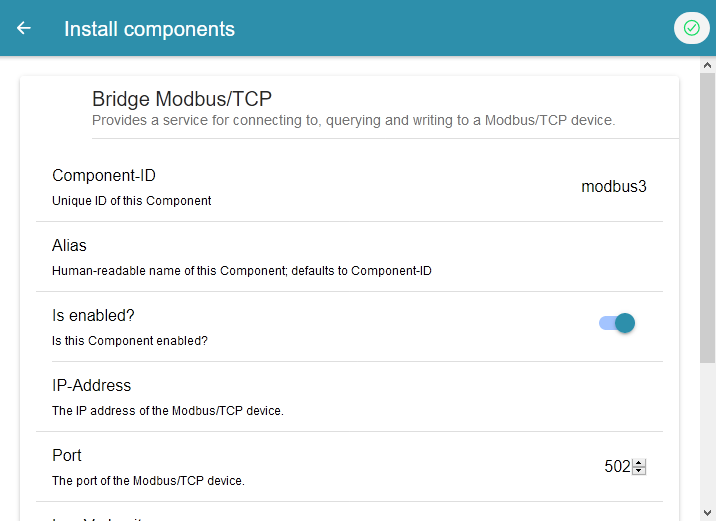 Install components
Bridge Modbus/TCP
Provides a service for connecting to, querying and writing to a Modbus/TCP device.
Component-ID
modbus3
Unique ID of this Component
Alias
Human-readable name of this Component; defaults to Component-ID
Is enabled?
Is this Component enabled?
IP-Address
The IP address of the Modbus/TCP device.
Port
502
The port of the Modbus/TCP device.